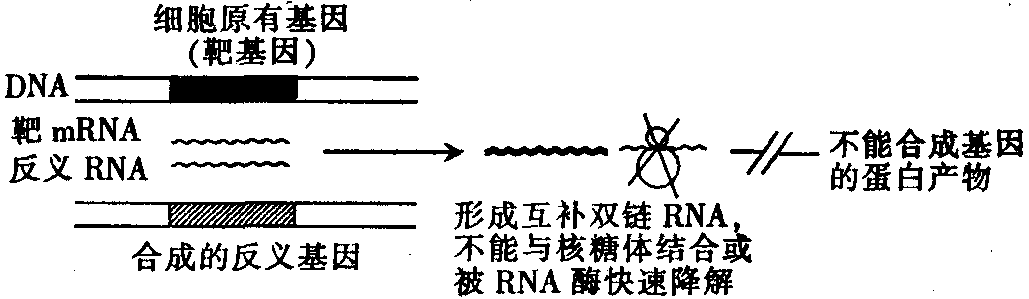 细胞原有基因
(靶基因)
DNA
靶 mRNA
反义 RNA
合成的反义基因
形成互补双链 RNA,
不能与核糖体结合或
被 RNA 酶快速降解
不能合成基因
的蛋白产物